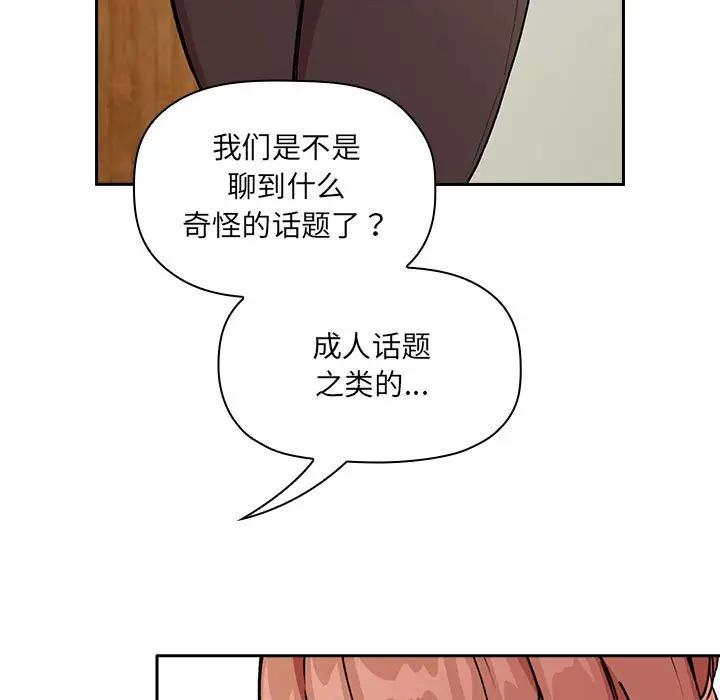 我们是不是
聊到什么
奇怪的话题了？
成人话题
之类的...